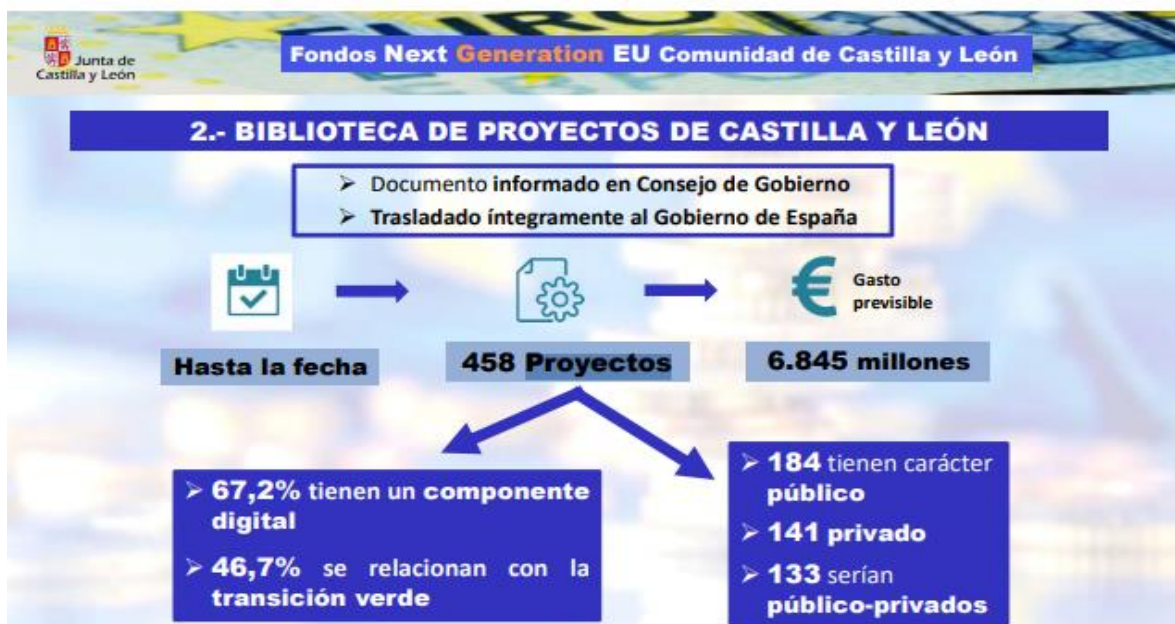 Junta de
Castilla y León
Fondos Next Generation EU Comunidad de Castilla y León
2.- BIBLIOTECA DE PROYECTOS DE CASTILLA Y LEÓN
➢ Documento informado en Consejo de Gobierno
➢ Trasladado íntegramente al Gobierno de España
€
Gasto
previsible
Hasta la fecha
458 Proyectos
6.845 millones
➢ 67,2% tienen un componente
digital
➢ 46,7% se relacionan con la
transición verde
➢ 184 tienen carácter
público
➢ 141 privado
➢ 133 serían
público-privados